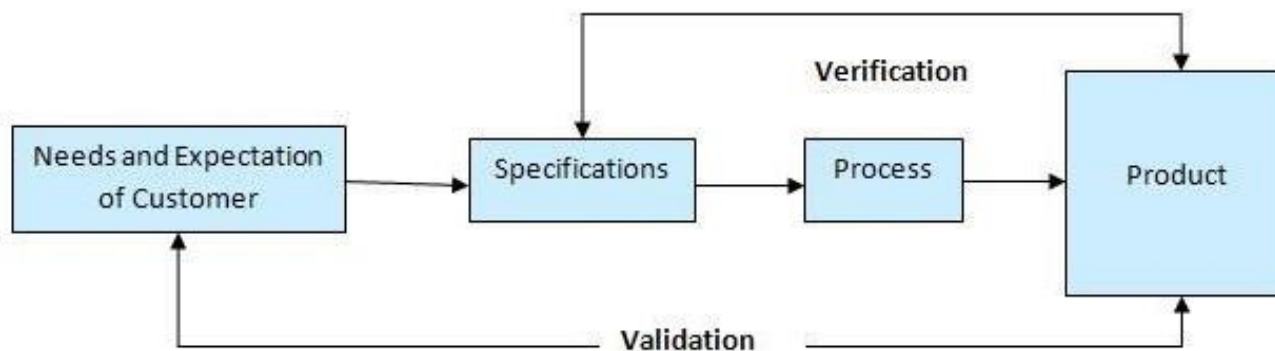 Verification
Needs and Expectation
of Customer
Specifications
Process
Product
Validation